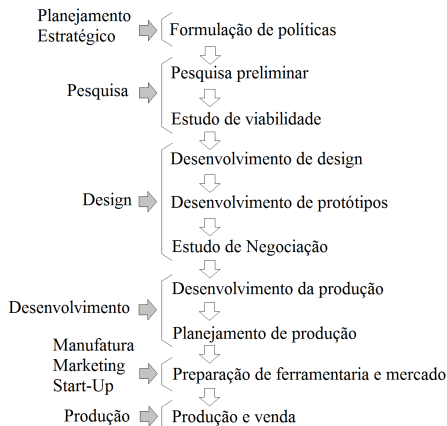 Planejamento
Estratégico
Formulação de políticas
Pesquisa
Pesquisa preliminar
Estudo de viabilidade
Design
Desenvolvimento de design
Desenvolvimento de protótipos
Estudo de Negociação
Desenvolvimento
Desenvolvimento da produção
Planejamento de produção
Manufatura
Marketing
Start-Up
Preparação de ferramentaria e mercado
Produção
Produção e venda